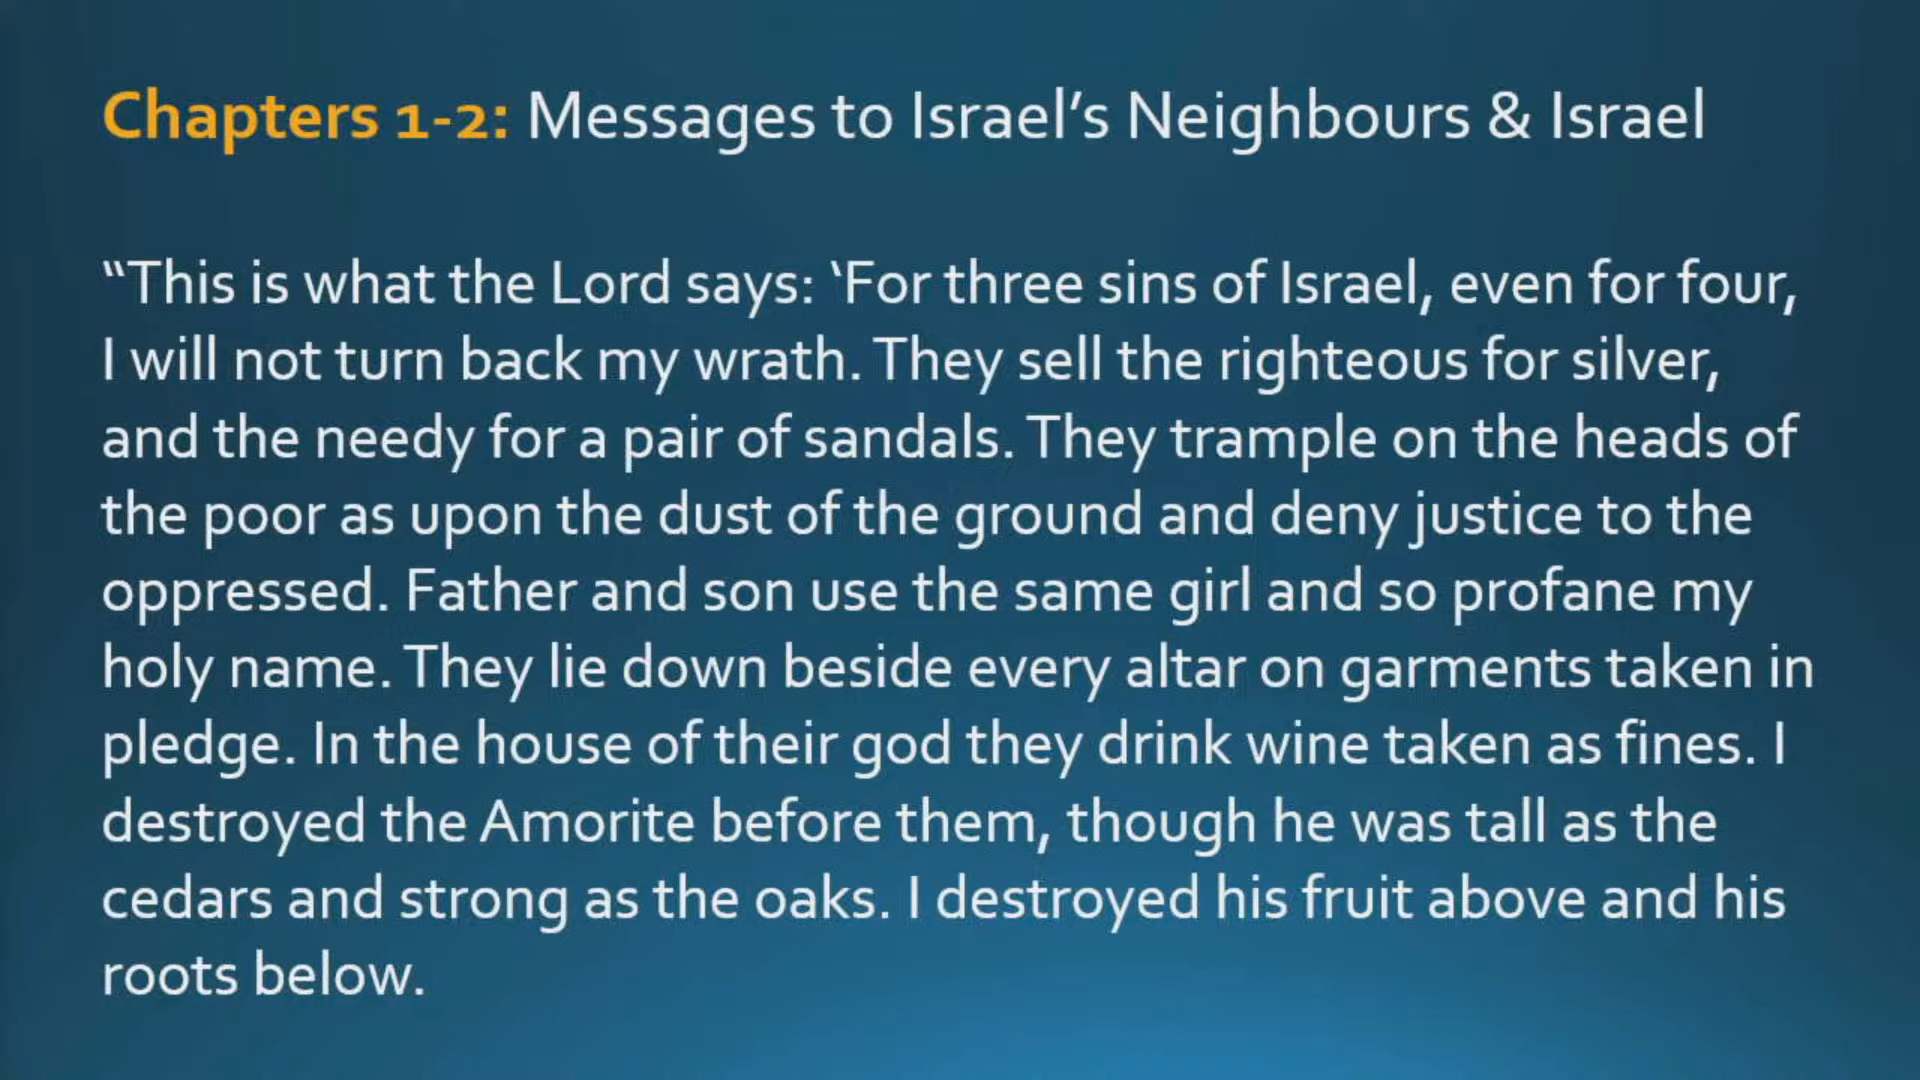 Chapters 1-2: Messages to Israel’s Neighbours & Israel
“This is what the Lord says: ‘For three sins of Israel, even for four,
I will not turn back my wrath. They sell the righteous for silver,
and the needy for a pair of sandals. They trample on the heads of
the poor as upon the dust of the ground and deny justice to the
oppressed. Father and son use the same girl and so profane my
holy name. They lie down beside every altar on garments taken in
pledge. In the house of their god they drink wine taken as fines. I
destroyed the Amorite before them, though he was tall as the
cedars and strong as the oaks. I destroyed his fruit above and his
roots below.